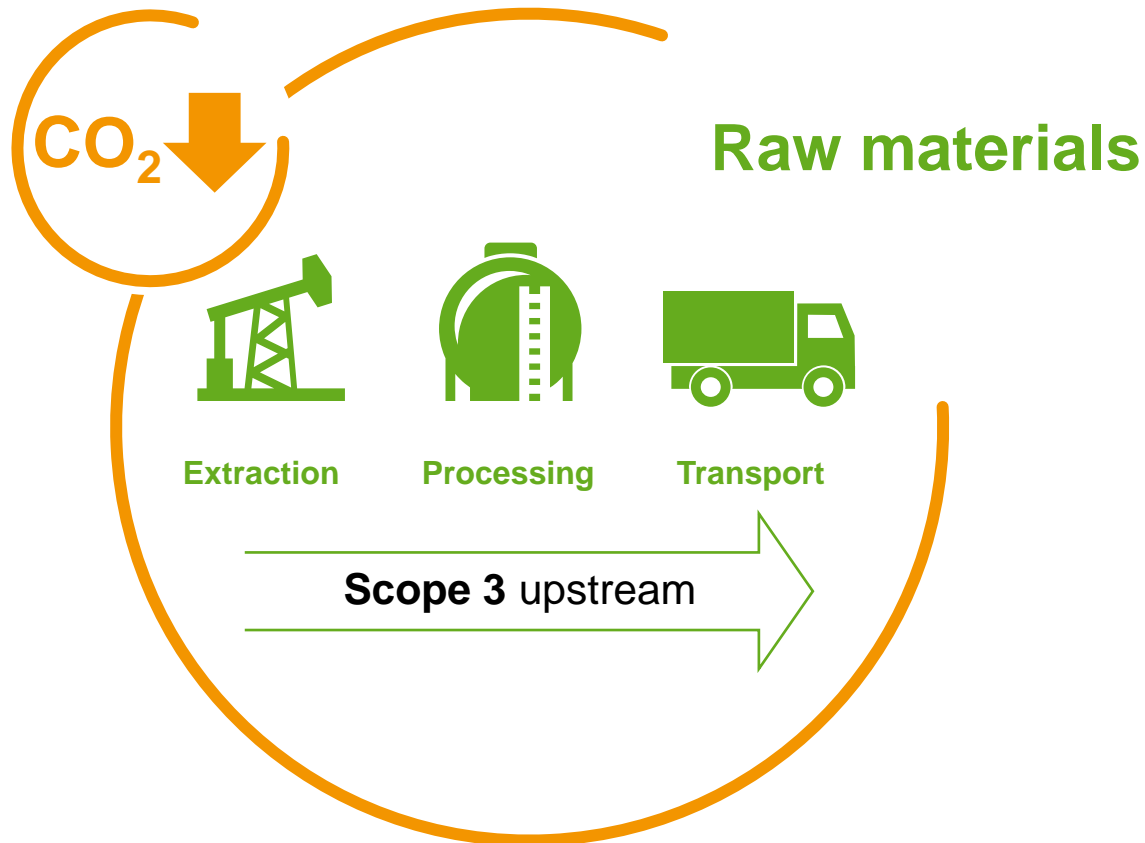 CO₂
Raw materials
Extraction
Processing
Transport
Scope 3 upstream